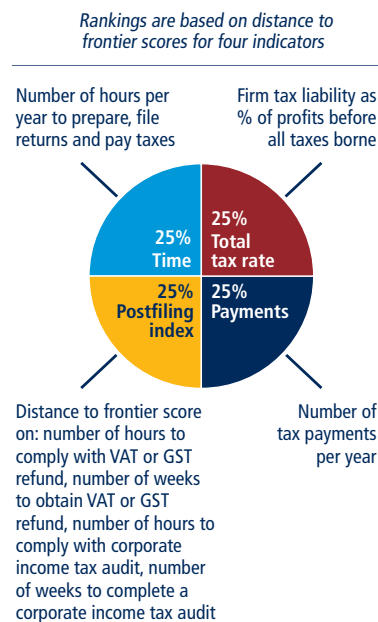 Rankings are based on distance to
frontier scores for four indicators
Number of hours per
year to prepare, file
returns and pay taxes
Firm tax liability as
% of profits before
all taxes borne
25%
Time
25%
Total
tax rate
25%
Postfiling
index
25%
Payments
Distance to frontier score
on: number of hours to
comply with VAT or GST
refund, number of weeks
to obtain VAT or GST
refund, number of hours to
comply with corporate
income tax audit, number
of weeks to complete a
corporate income tax audit
Number of
tax payments
per year